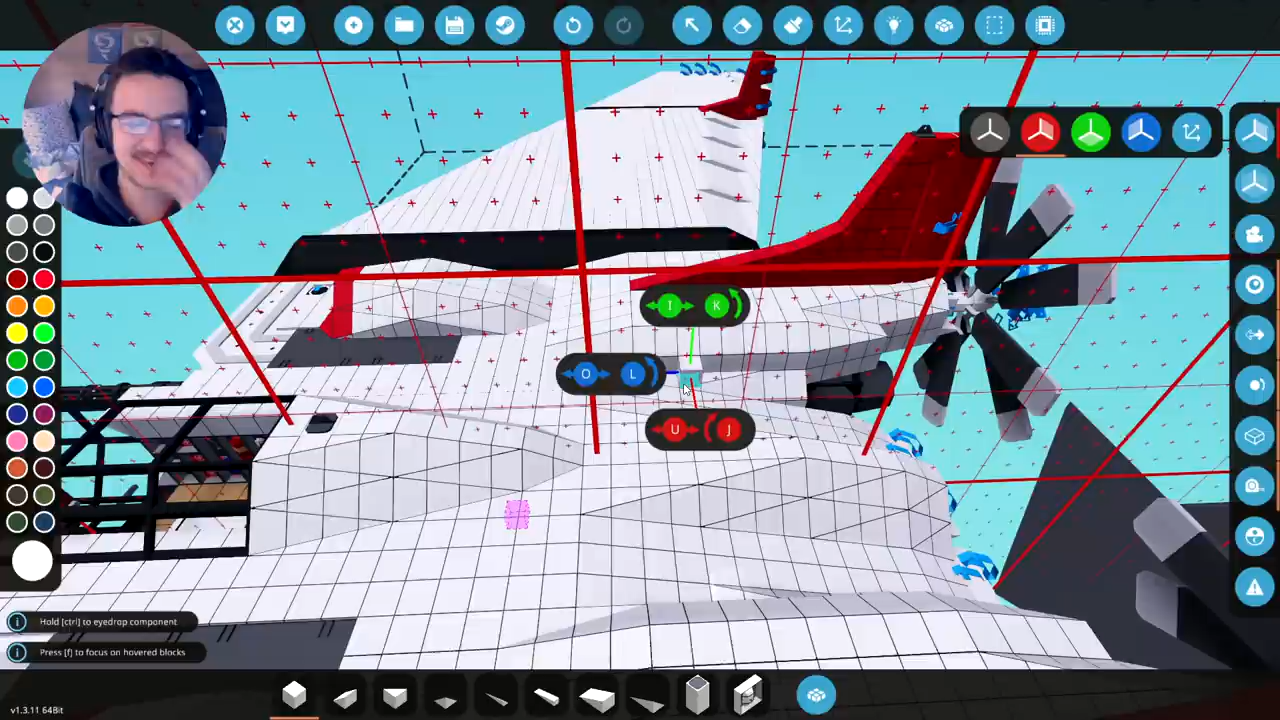 I K
O L
U J
Hold [ctrl] to eyedrop component
Press [f] to focus on hovered blocks
v1.3.11 64Bit